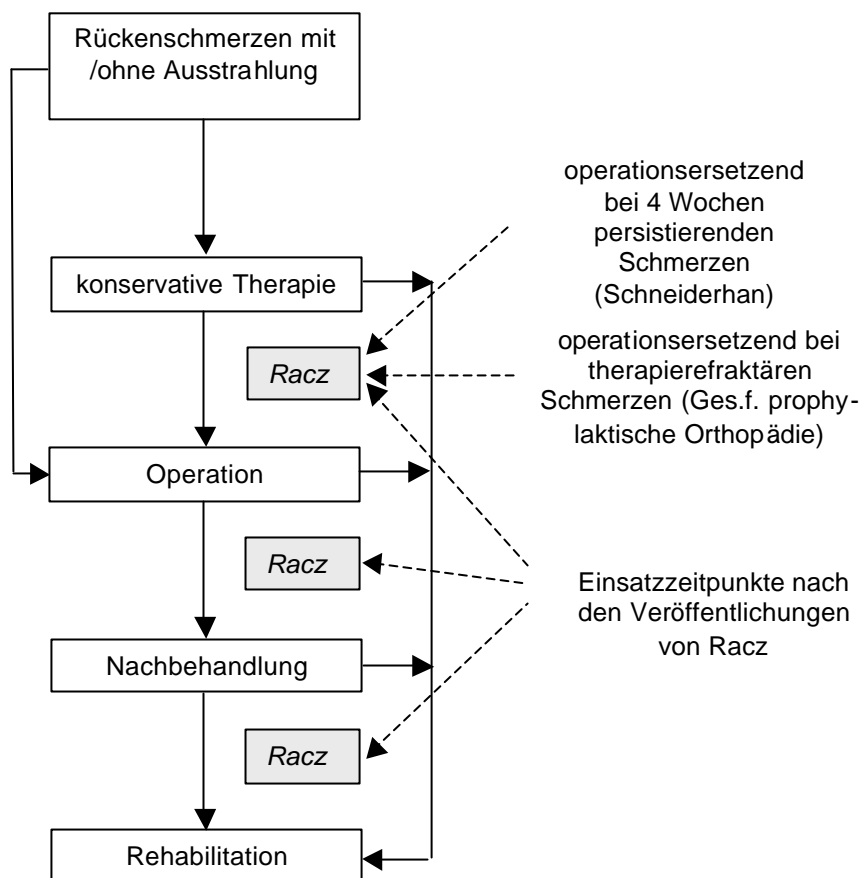 Rückenschmerzen mit
/ohne Ausstrahlung
operationsersetzend
bei 4 Wochen
persistierenden
Schmerzen
(Schneiderhan)
konservative Therapie
Racz
operationsersetzend bei
therapierefraktären
Schmerzen (Ges.f. prophy-
laktische Orthopädie)
Operation
Racz
Einsatzzeitpunkte nach
den Veröffentlichungen
von Racz
Nachbehandlung
Racz
Rehabilitation